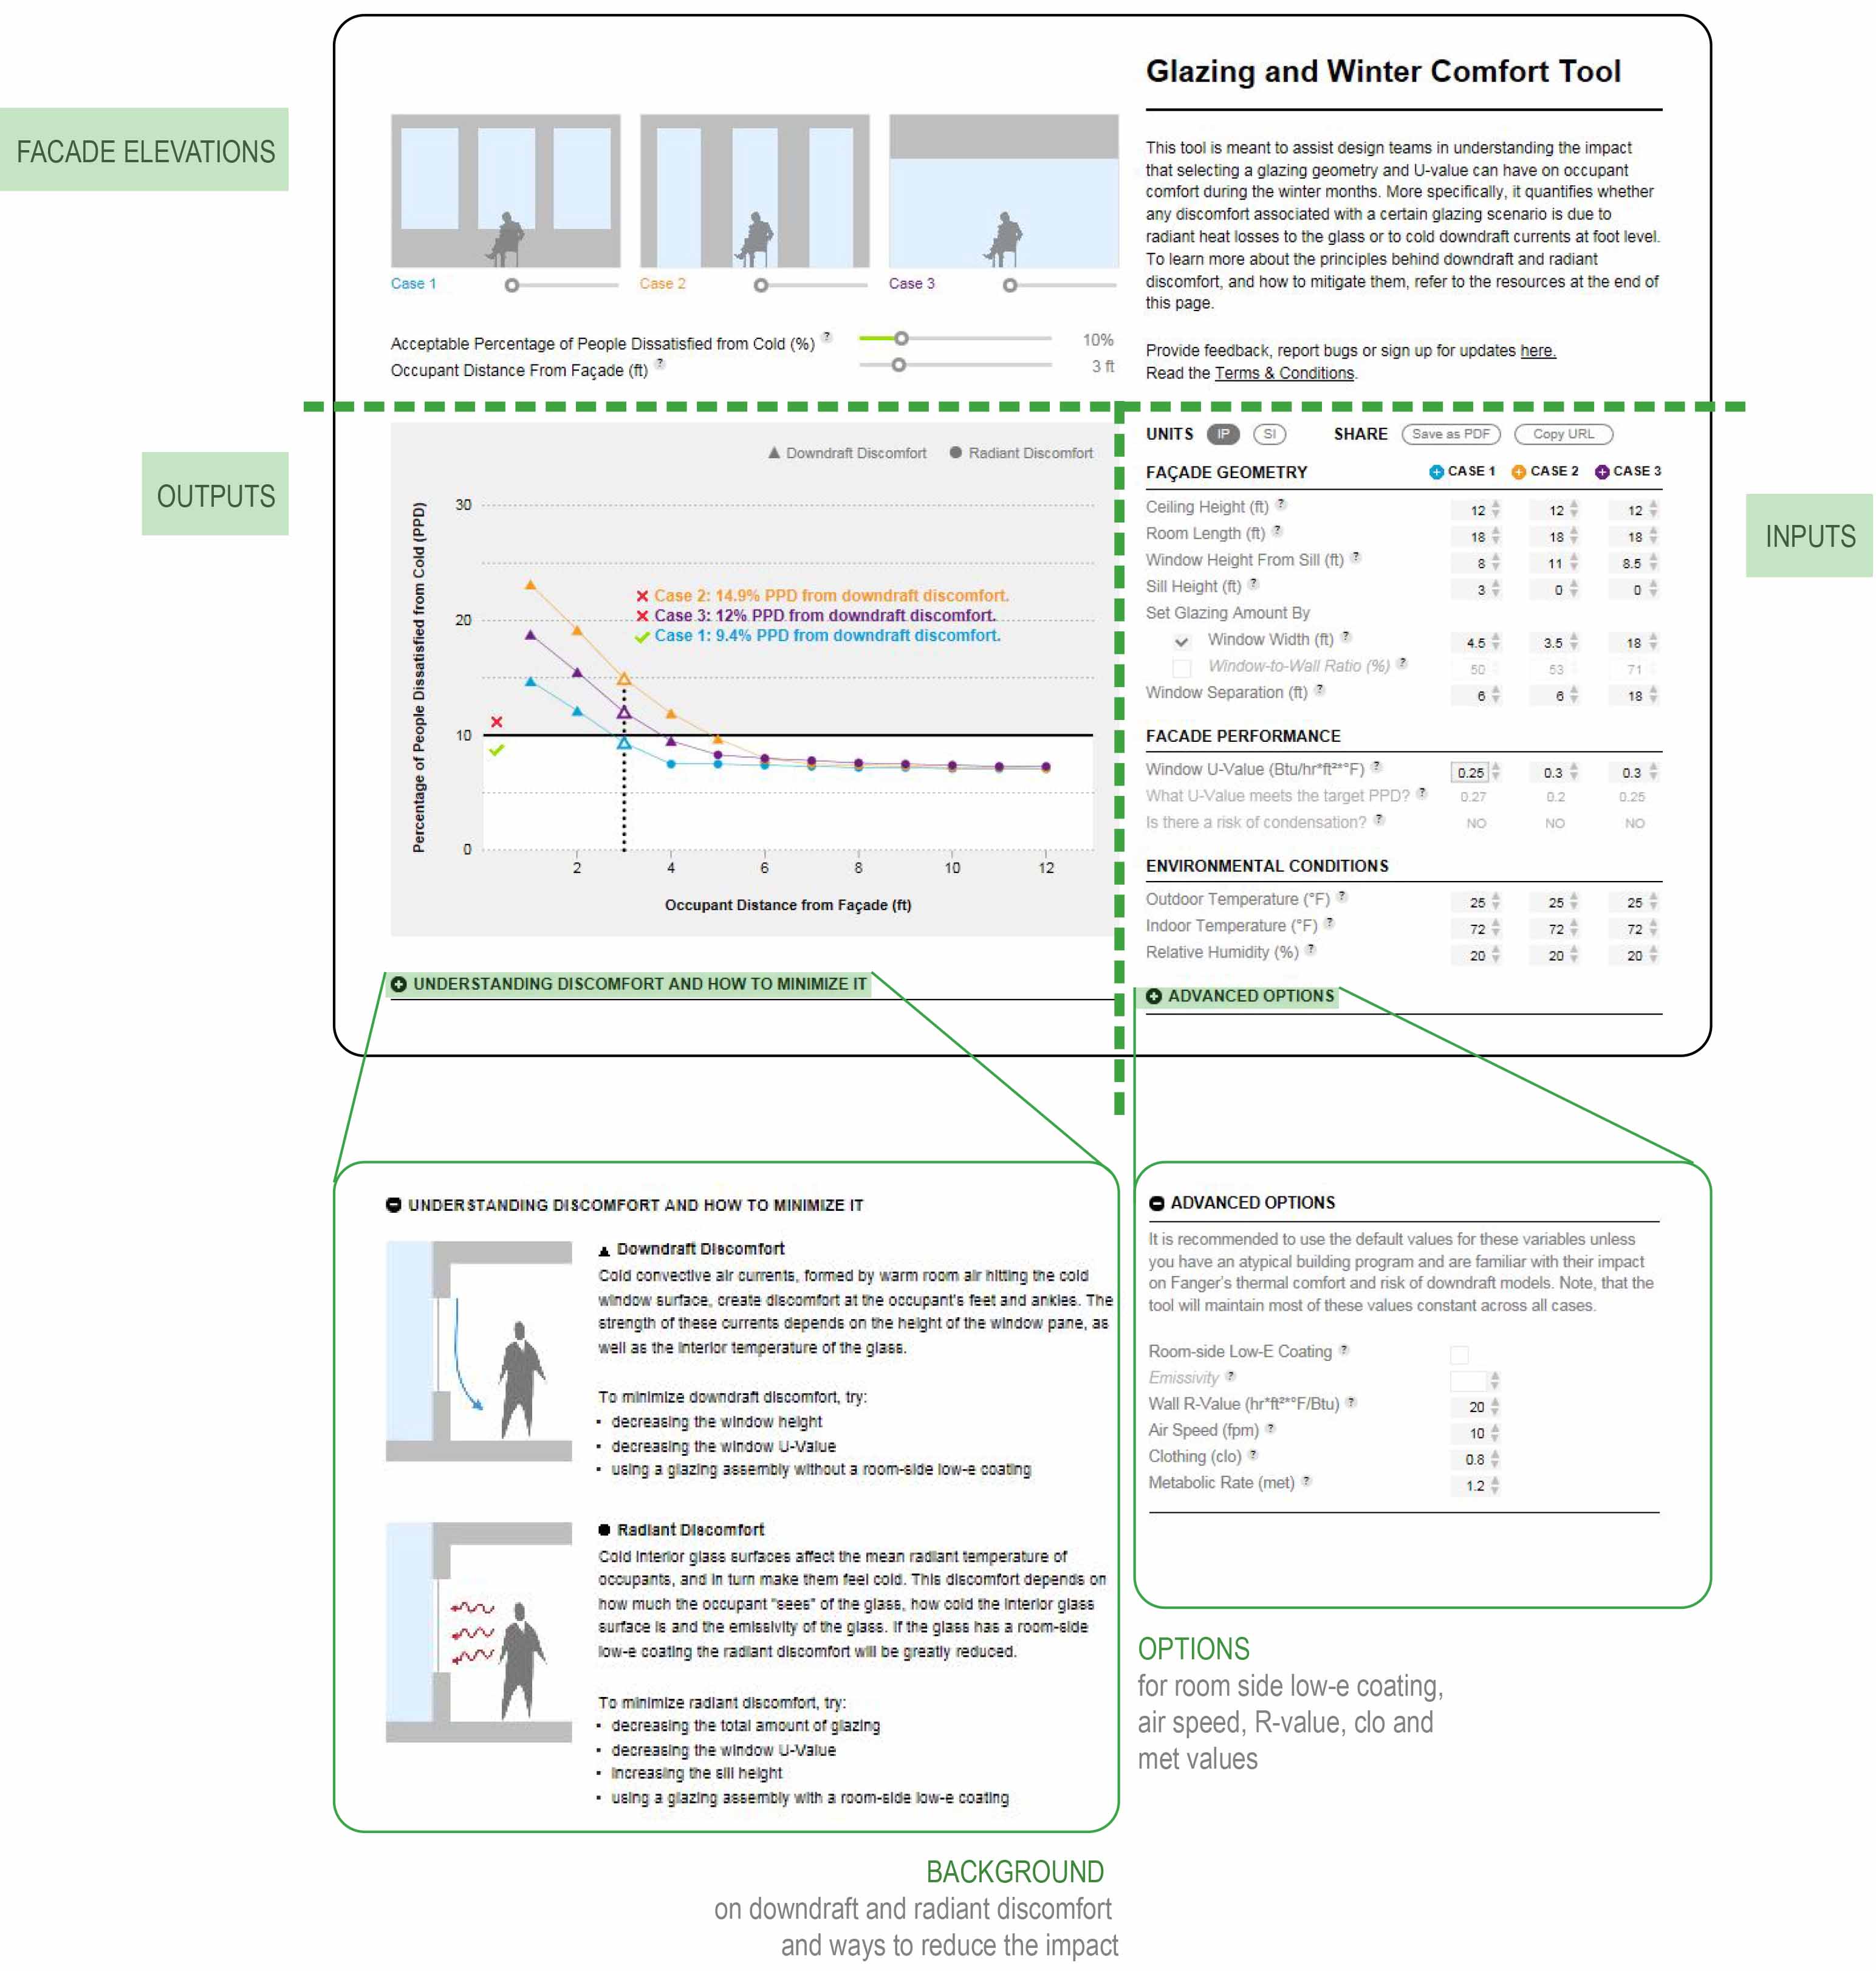 Glazing and Winter Comfort Tool
FACADE ELEVATIONS
This tool is meant to assist design teams in understanding the impact
that selecting a glazing geometry and U-value can have on occupant
comfort during the winter months. More specifically, it quantifies whether
any discomfort associated with a certain glazing scenario is due to
radiant heat losses to the glass or to cold downdraft currents at foot level.
To learn more about the principles behind downdraft and radiant
discomfort, and how to mitigate them, refer to the resources at the end of
this page.
Provide feedback, report bugs or sign up for updates here.
Read the Terms & Conditions.
Case 1
Case 2
Case 3
Acceptable Percentage of People Dissatisfied from Cold (%) ? 10%
Occupant Distance From Façade (ft) ? 3 ft
OUTPUTS
▲ Downdraft Discomfort ● Radiant Discomfort
Percentage of People Dissatisfied from Cold (PPD)
30
20
10
0
Case 2: 14.9% PPD from downdraft discomfort.
Case 3: 12% PPD from downdraft discomfort.
Case 1: 9.4% PPD from downdraft discomfort.
2 4 6 8 10 12
Occupant Distance from Façade (ft)
UNDERSTANDING DISCOMFORT AND HOW TO MINIMIZE IT
INPUTS
UNITS IP SI SHARE Save as PDF Copy URL
FAÇADE GEOMETRY CASE 1 CASE 2 CASE 3
Ceiling Height (ft) ? 12 12 12
Room Length (ft) ? 18 18 18
Window Height From Sill (ft) ? 8 11 8.5
Sill Height (ft) ? 3 0 0
Set Glazing Amount By
Window Width (ft) ? 4.5 3.5 18
Window-to-Wall Ratio (%) ? 50 53 71
Window Separation (ft) ? 6 6 18
FACADE PERFORMANCE
Window U-Value (Btu/hr*ft²*°F) ? 0.25 0.3 0.3
What U-Value meets the target PPD? ? 0.27 0.2 0.25
Is there a risk of condensation? ? NO NO NO
ENVIRONMENTAL CONDITIONS
Outdoor Temperature (°F) ? 25 25 25
Indoor Temperature (°F) ? 72 72 72
Relative Humidity (%) ? 20 20 20
ADVANCED OPTIONS
UNDERSTANDING DISCOMFORT AND HOW TO MINIMIZE IT
▲ Downdraft Discomfort
Cold convective air currents, formed by warm room air hitting the cold
window surface, create discomfort at the occupant's feet and ankles. The
strength of these currents depends on the height of the window pane, as
well as the interior temperature of the glass.
To minimize downdraft discomfort, try:
▪ decreasing the window height
▪ decreasing the window U-Value
▪ using a glazing assembly without a room-side low-e coating
● Radiant Discomfort
Cold interior glass surfaces affect the mean radiant temperature of
occupants, and in turn make them feel cold. This discomfort depends on
how much the occupant "sees" of the glass, how cold the interior glass
surface is and the emissivity of the glass. If the glass has a room-side
low-e coating the radiant discomfort will be greatly reduced.
To minimize radiant discomfort, try:
▪ decreasing the total amount of glazing
▪ decreasing the window U-Value
▪ increasing the sill height
▪ using a glazing assembly with a room-side low-e coating
BACKGROUND
on downdraft and radiant discomfort
and ways to reduce the impact
ADVANCED OPTIONS
It is recommended to use the default values for these variables unless
you have an atypical building program and are familiar with their impact
on Fanger's thermal comfort and risk of downdraft models. Note, that the
tool will maintain most of these values constant across all cases.
Room-side Low-E Coating ?
Emissivity ?
Wall R-Value (hr*ft²*°F/Btu) ? 20
Air Speed (fpm) ? 10
Clothing (clo) ? 0.8
Metabolic Rate (met) ? 1.2
OPTIONS
for room side low-e coating,
air speed, R-value, clo and
met values